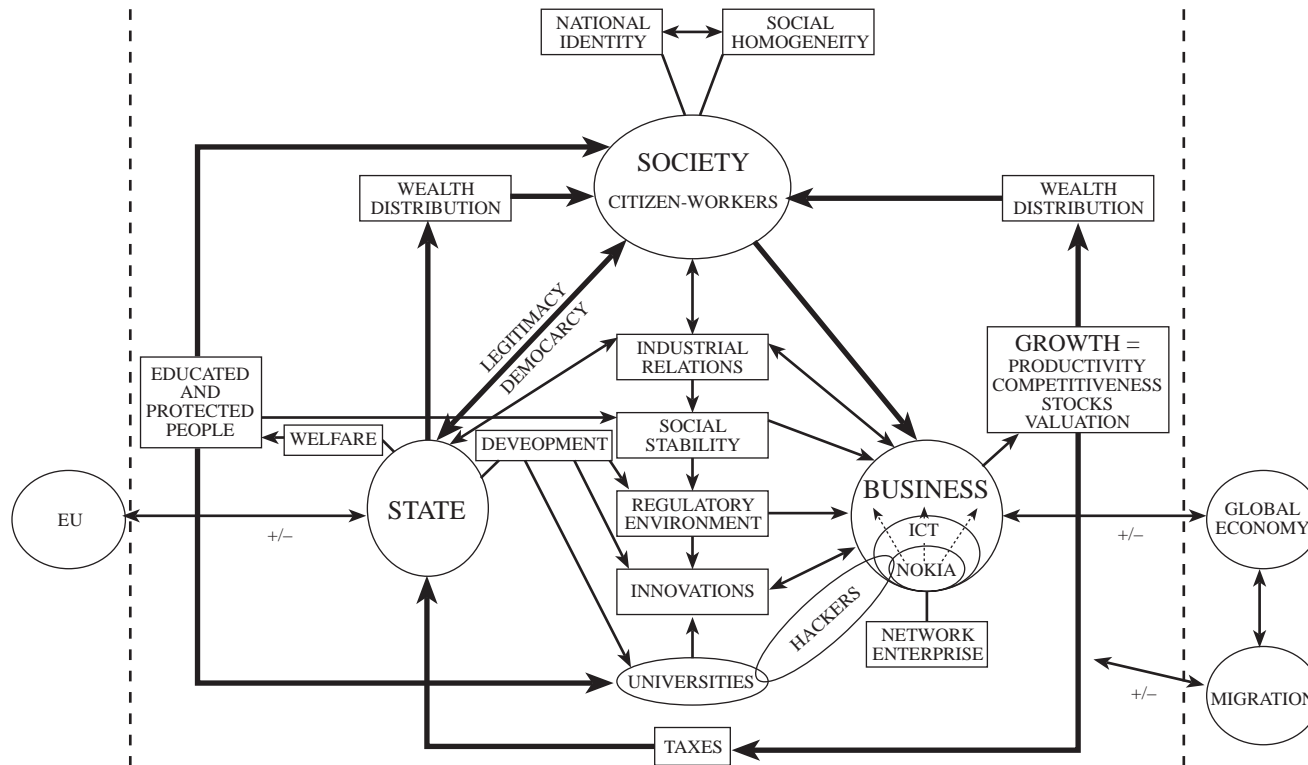 NATIONAL
IDENTITY
SOCIAL
HOMOGENEITY
SOCIETY
CITIZEN-WORKERS
WEALTH
DISTRIBUTION
WEALTH
DISTRIBUTION
LEGITIMACY
DEMOCARCY
INDUSTRIAL
RELATIONS
GROWTH =
PRODUCTIVITY
COMPETITIVENESS
STOCKS
VALUATION
EDUCATED
AND
PROTECTED
PEOPLE
WELFARE
DEVEOPMENT
SOCIAL
STABILITY
STATE
REGULATORY
ENVIRONMENT
BUSINESS
ICT
NOKIA
EU
+/–
+/–
GLOBAL
ECONOMY
INNOVATIONS
HACKERS
NETWORK
ENTERPRISE
UNIVERSITIES
+/–
MIGRATION
TAXES